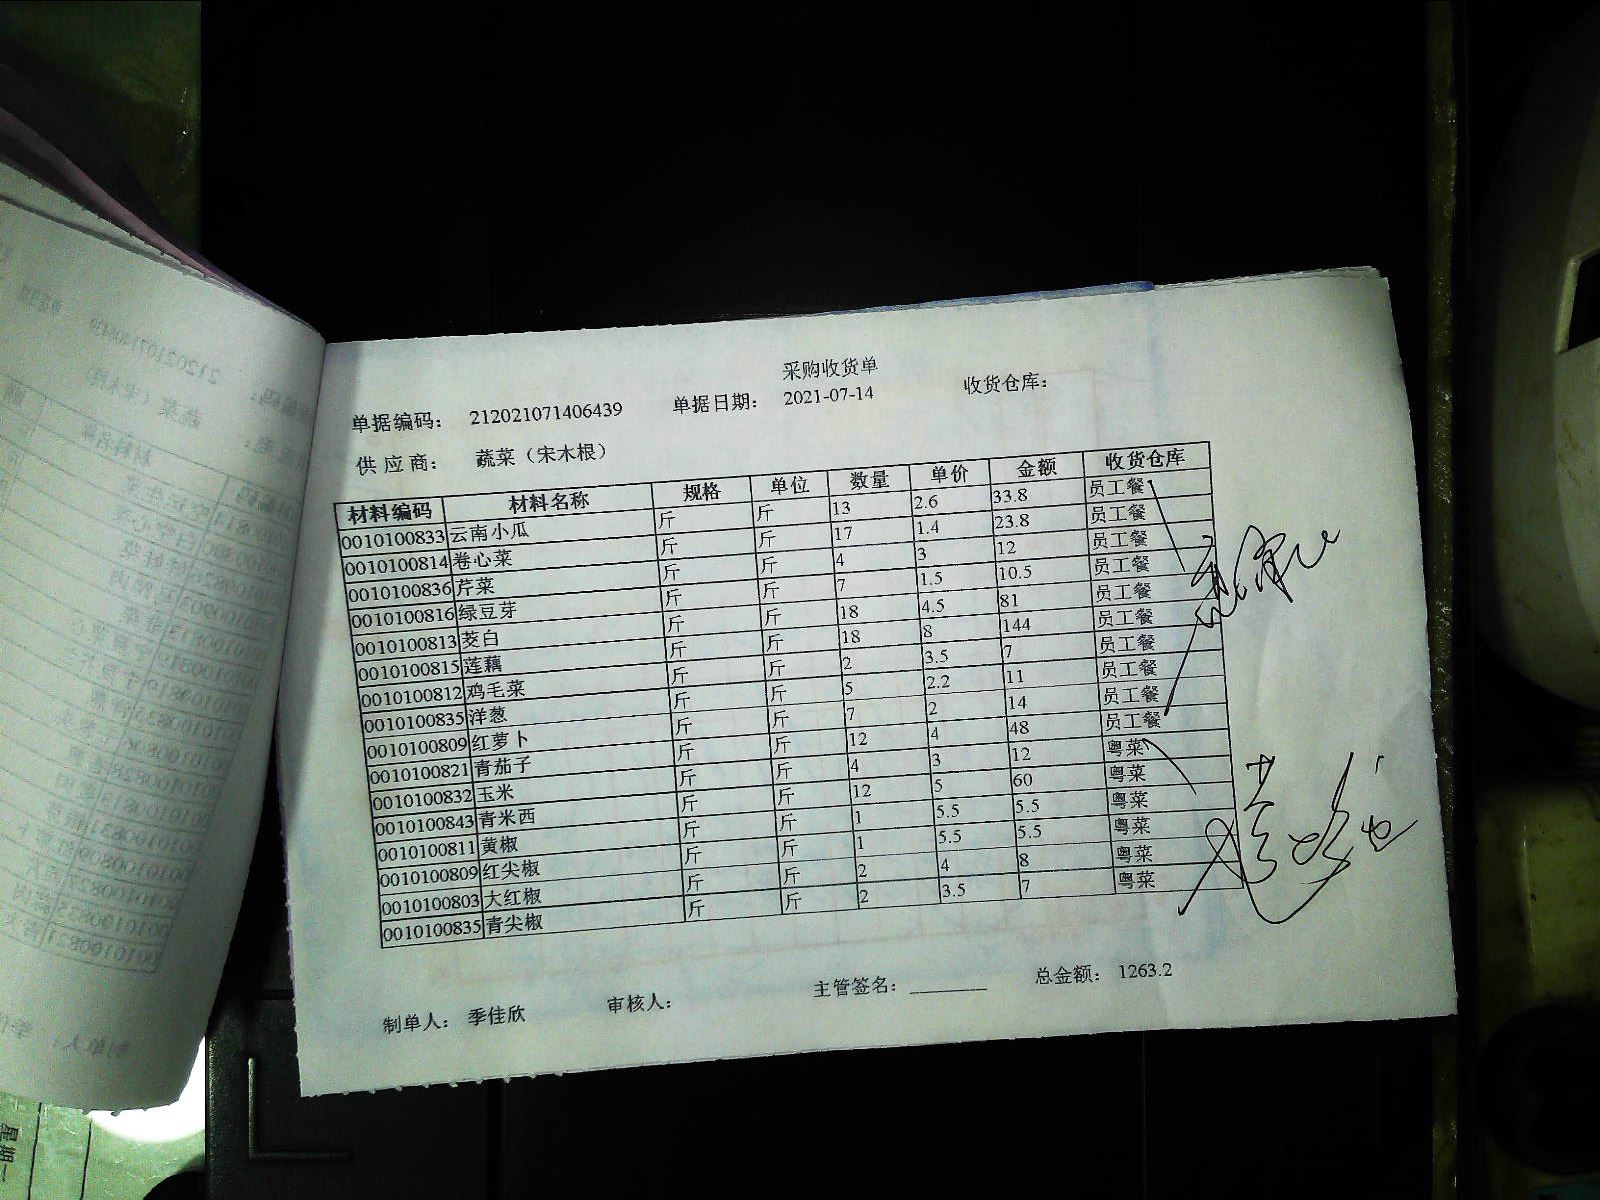 采购收货单
单据编码: 212021071406439 单据日期: 2021-07-14 收货仓库:
供应商: 蔬菜（宋木根）
材料编码 材料名称 规格 单位 数量 单价 金额 收货仓库
0010100833 云南小瓜 斤 斤 13 2.6 33.8 员工餐
0010100814 卷心菜 斤 斤 17 1.4 23.8 员工餐
0010100836 芹菜 斤 斤 4 3 12 员工餐
0010100816 绿豆芽 斤 斤 7 1.5 10.5 员工餐
0010100813 茭白 斤 斤 18 4.5 81 员工餐
0010100815 莲藕 斤 斤 18 8 144 员工餐
0010100812 鸡毛菜 斤 斤 2 3.5 7 员工餐
0010100835 洋葱 斤 斤 5 2.2 11 员工餐
0010100809 红萝卜 斤 斤 7 2 14 员工餐
0010100821 青茄子 斤 斤 12 4 48 员工餐
0010100832 玉米 斤 斤 4 3 12 粤菜
0010100843 青米西 斤 斤 12 5 60 粤菜
0010100811 黄椒 斤 斤 1 5.5 5.5 粤菜
0010100809 红尖椒 斤 斤 1 5.5 5.5 粤菜
0010100803 大红椒 斤 斤 2 4 8 粤菜
0010100835 青尖椒 斤 斤 2 3.5 7 粤菜
制单人: 季佳欣 审核人: 主管签名: ________ 总金额: 1263.2